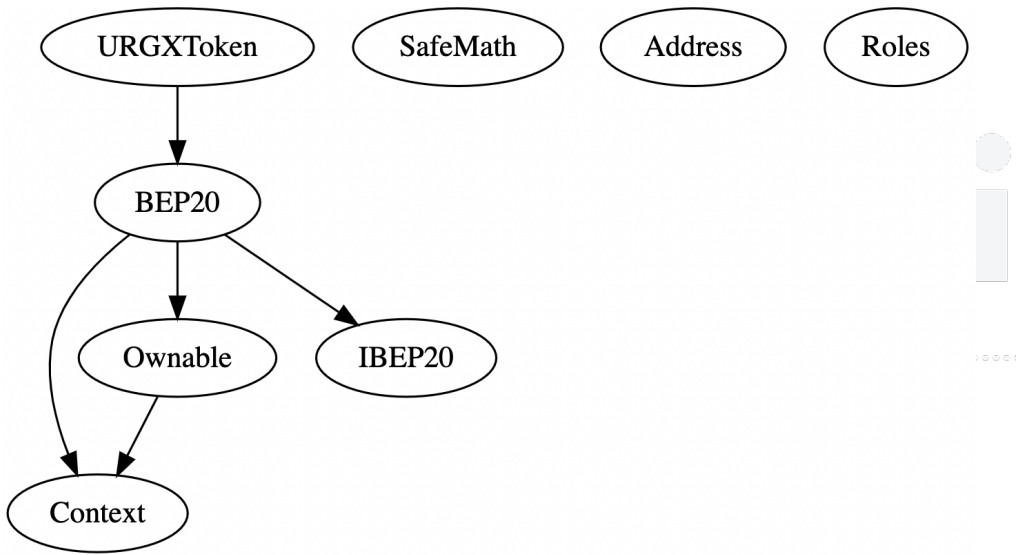 URGXToken SafeMath Address Roles
BEP20
Ownable IBEP20
Context